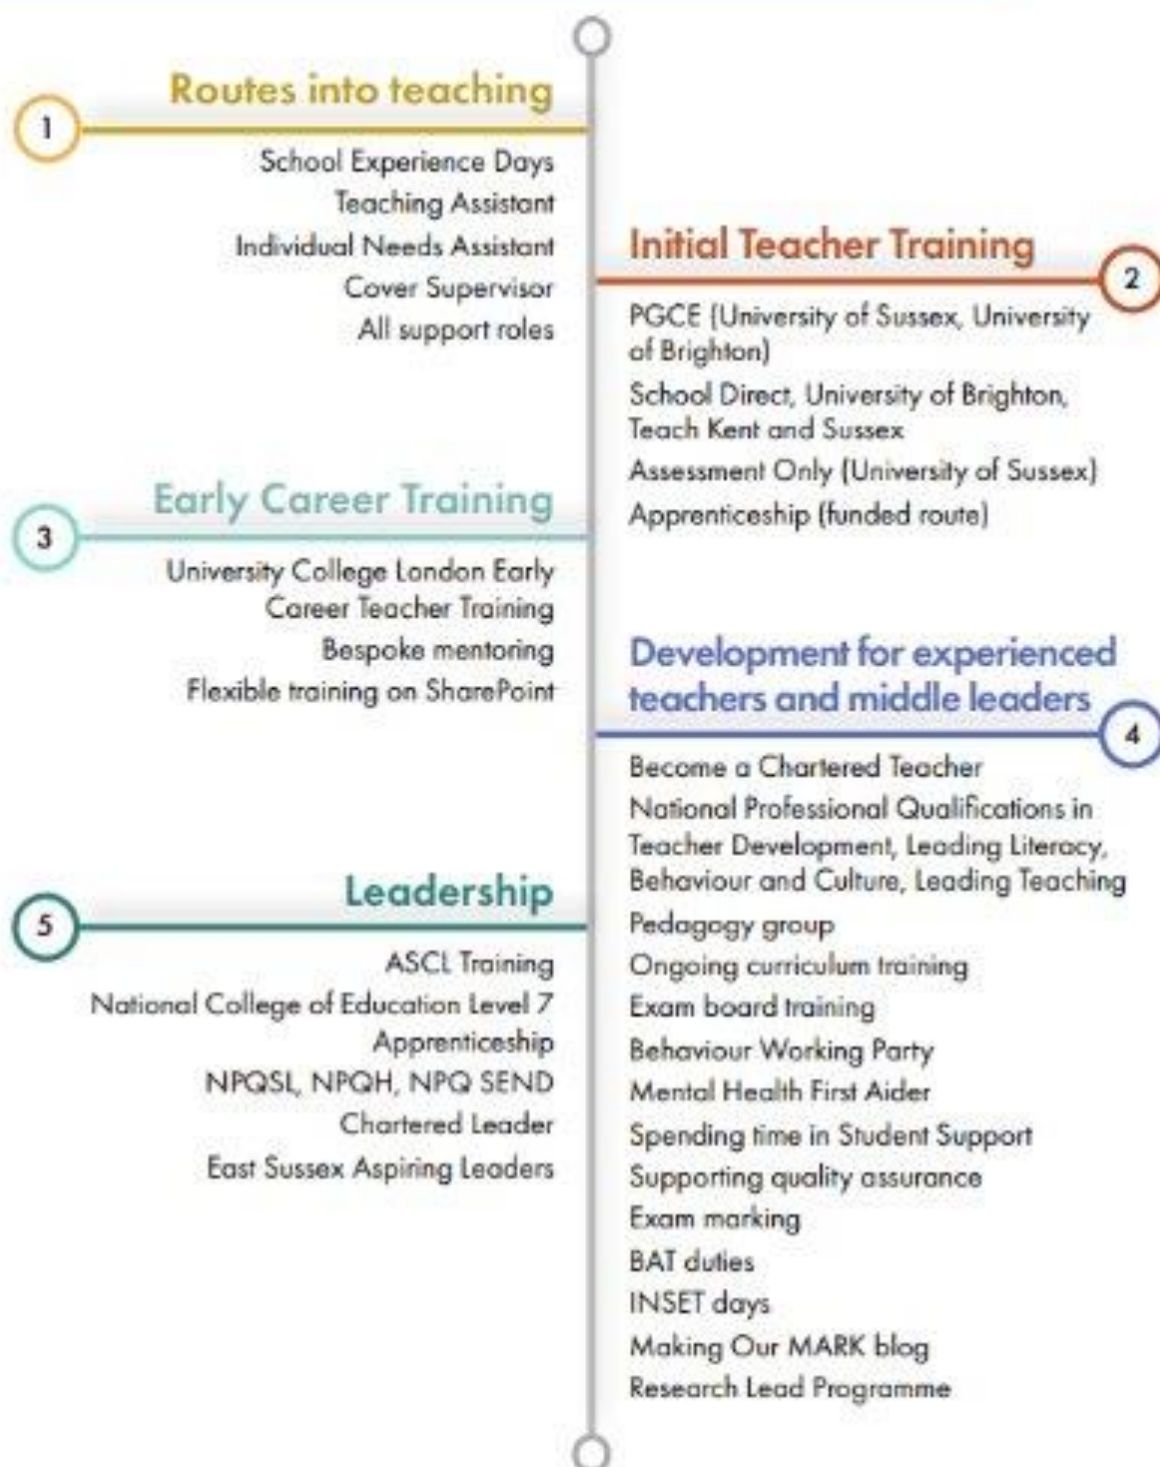 Routes into teaching
1
School Experience Days
Teaching Assistant
Individual Needs Assistant
Cover Supervisor
All support roles
Initial Teacher Training
2
PGCE (University of Sussex, University
of Brighton)
School Direct, University of Brighton,
Teach Kent and Sussex
Assessment Only (University of Sussex)
Apprenticeship (funded route)
Early Career Training
3
University College London Early
Career Teacher Training
Bespoke mentoring
Flexible training on SharePoint
Development for experienced
teachers and middle leaders
4
Become a Chartered Teacher
National Professional Qualifications in
Teacher Development, Leading Literacy,
Behaviour and Culture, Leading Teaching
Pedagogy group
Ongoing curriculum training
Exam board training
Behaviour Working Party
Mental Health First Aider
Spending time in Student Support
Supporting quality assurance
Exam marking
BAT duties
INSET days
Making Our MARK blog
Research Lead Programme
Leadership
5
ASCL Training
National College of Education Level 7
Apprenticeship
NPQSL, NPQH, NPQ SEND
Chartered Leader
East Sussex Aspiring Leaders